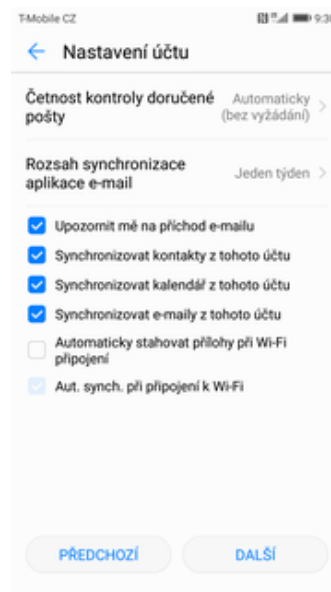 T-Mobile CZ 9:30
Nastavení účtu
Četnost kontroly doručené Automaticky
pošty (bez vyžádání)
Rozsah synchronizace
aplikace e-mail Jeden týden
Upozornit mě na příchod e-mailu
Synchronizovat kontakty z tohoto účtu
Synchronizovat kalendář z tohoto účtu
Synchronizovat e-maily z tohoto účtu
Automaticky stahovat přílohy při Wi-Fi
připojení
Aut. synch. při připojení k Wi-Fi
PŘEDCHOZÍ DALŠÍ